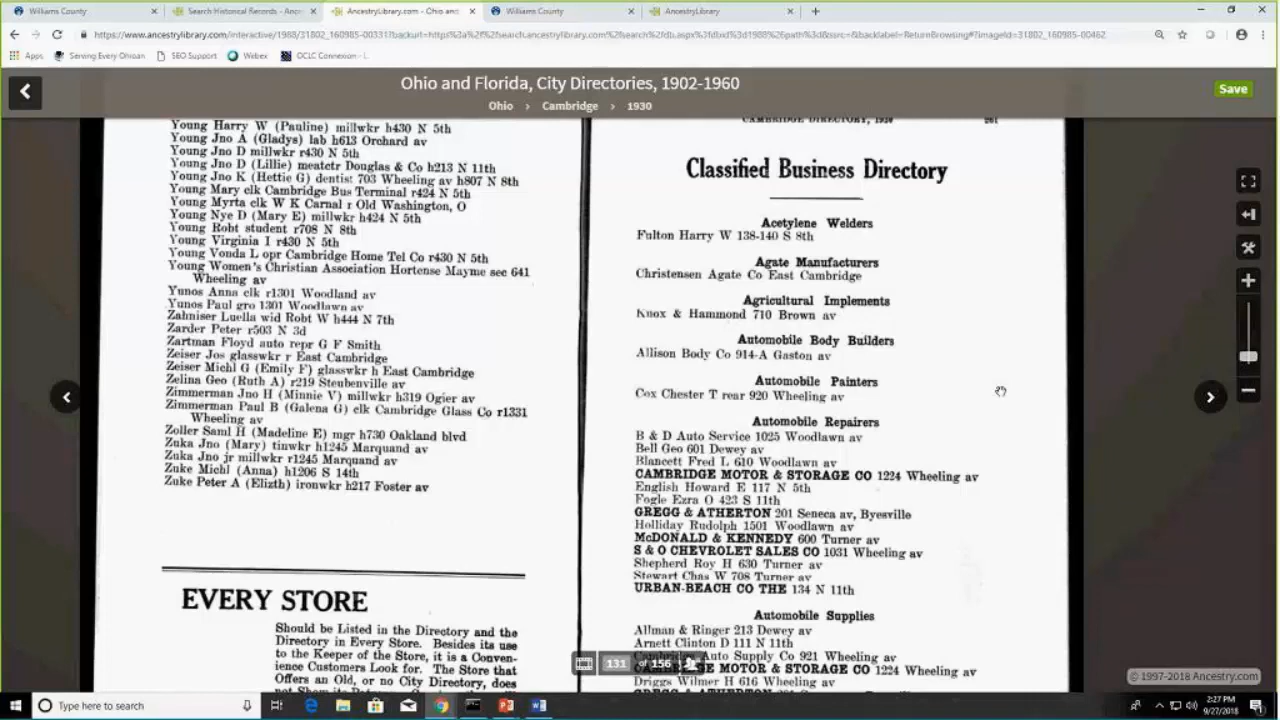 Williams County
Search Historical Records - Ance
AncestryLibrary.com - Ohio and
Williams County
AncestryLibrary
Apps
Serving Every Ohioan
SEO Support
Webex
OCLC Connexion
Ohio and Florida, City Directories, 1902-1960
Ohio > Cambridge > 1930
Save
Young Harry W (Pauline) millwkr h430 N 5th
Young Jno A (Gladys) lab h613 Orchard av
Young Jno D millwkr r430 N 5th
Young Jno D (Lillie) meatctr Douglas & Co h213 N 11th
Young Jno K (Hettie G) dentist 703 Wheeling av h807 N 8th
Young Mary clk Cambridge Bus Terminal r424 N 5th
Young Myrta clk W K Carnal r Old Washington, O
Young Nye D (Mary E) millwkr h424 N 5th
Young Robt student r708 N 8th
Young Virginia I r430 N 5th
Young Vonda L opr Cambridge Home Tel Co r430 N 5th
Young Women's Christian Association Hortense Mayme sec 641
Wheeling av
Yunos Anna clk r1301 Woodland av
Yunos Paul gro 1301 Woodlawn av
Zahniser Luella wid Robt W h444 N 7th
Zarder Peter r503 N 3d
Zartman Floyd auto repr G F Smith
Zeiser Jos glasswkr r East Cambridge
Zeiser Michl G (Emily F) glasswkr h East Cambridge
Zelina Geo (Ruth A) r219 Steubenville av
Zimmerman Jno H (Minnie V) millwkr h319 Ogier av
Zimmerman Paul B (Galena G) clk Cambridge Glass Co r1331
Wheeling av
Zoller Saml H (Madeline E) mgr h730 Oakland blvd
Zuka Jno (Mary) tinwkr h1245 Marquand av
Zuka Jno jr millwkr r1245 Marquand av
Zuke Michl (Anna) h1206 S 14th
Zuke Peter A (Elizth) ironwkr h217 Foster av
EVERY STORE
Should be Listed in the Directory and the
Directory in Every Store. Besides its use
to the Keeper of the Store, it is a Conven-
ience Customers Look for. The Store that
Offers an Old, or no City Directory, does
CAMBRIDGE DIRECTORY, 1930 261
Classified Business Directory
Acetylene Welders
Fulton Harry W 138-140 S 8th
Agate Manufacturers
Christensen Agate Co East Cambridge
Agricultural Implements
Knox & Hammond 710 Brown av
Automobile Body Builders
Allison Body Co 914-A Gaston av
Automobile Painters
Cox Chester T rear 920 Wheeling av
Automobile Repairers
B & D Auto Service 1025 Woodlawn av
Bell Geo 601 Dewey av
Blancett Fred L 610 Woodlawn av
CAMBRIDGE MOTOR & STORAGE CO 1224 Wheeling av
English Howard E 117 N 5th
Fogle Ezra O 423 S 11th
GREGG & ATHERTON 201 Seneca av, Byesville
Holliday Rudolph 1501 Woodlawn av
McDONALD & KENNEDY 600 Turner av
S & O CHEVROLET SALES CO 1031 Wheeling av
Shepherd Roy H 630 Turner av
Stewart Chas W 708 Turner av
URBAN-BEACH CO THE 134 N 11th
Automobile Supplies
Allman & Ringer 213 Dewey av
Arnett Clinton D 111 N 11th
Cambridge Auto Supply Co 921 Wheeling av
CAMBRIDGE MOTOR & STORAGE CO 1224 Wheeling av
Driggs Wilmer H 616 Wheeling av
131 of 156
© 1997-2018 Ancestry.com
Type here to search
2:27 PM
9/27/2018